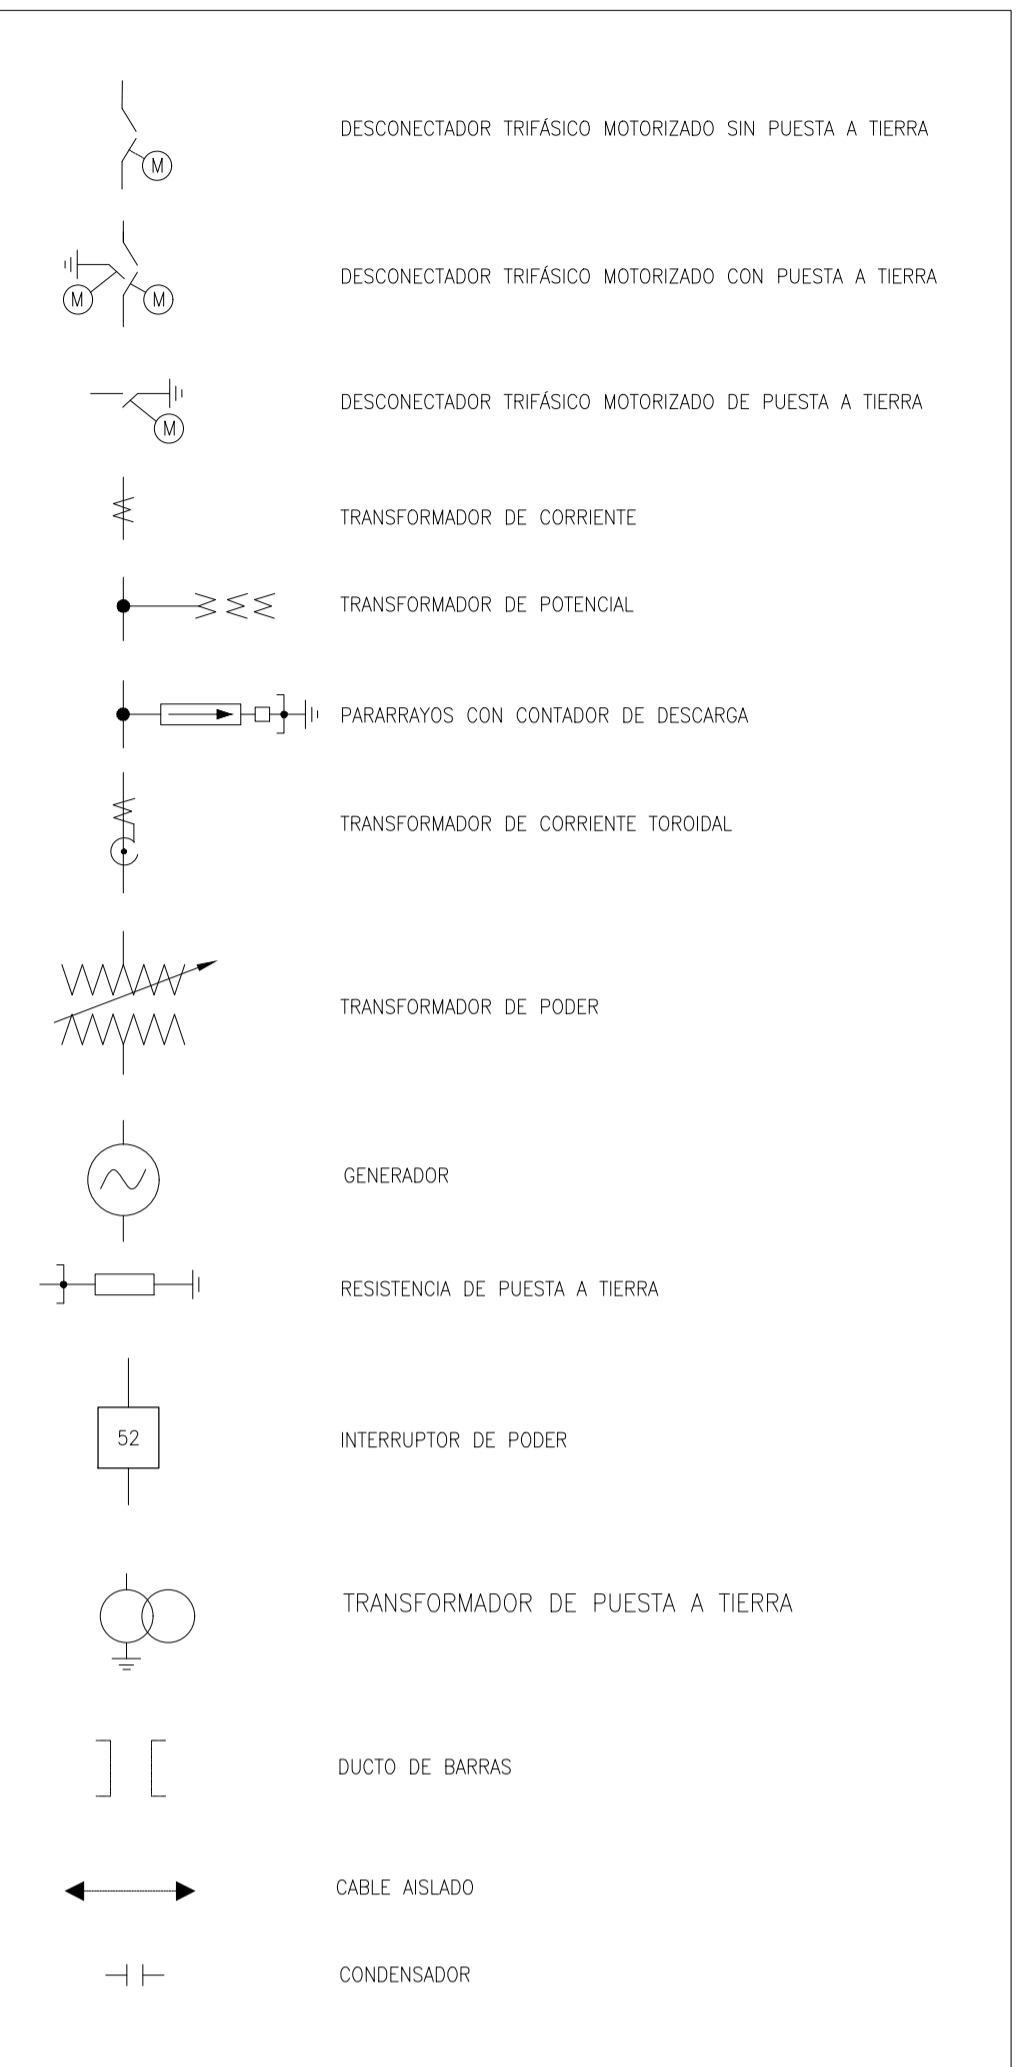 M
DESCONECTADOR TRIFÁSICO MOTORIZADO SIN PUESTA A TIERRA
M M
DESCONECTADOR TRIFÁSICO MOTORIZADO CON PUESTA A TIERRA
M
DESCONECTADOR TRIFÁSICO MOTORIZADO DE PUESTA A TIERRA
TRANSFORMADOR DE CORRIENTE
TRANSFORMADOR DE POTENCIAL
PARARRAYOS CON CONTADOR DE DESCARGA
TRANSFORMADOR DE CORRIENTE TOROIDAL
TRANSFORMADOR DE PODER
GENERADOR
RESISTENCIA DE PUESTA A TIERRA
52
INTERRUPTOR DE PODER
TRANSFORMADOR DE PUESTA A TIERRA
DUCTO DE BARRAS
CABLE AISLADO
CONDENSADOR